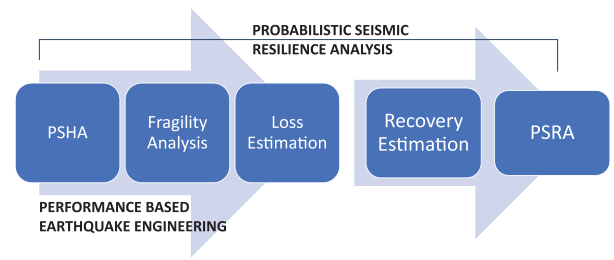 PROBABILISTIC SEISMIC
RESILIENCE ANALYSIS
PSHA
Fragility
Analysis
Loss
Estimation
Recovery
Estimation
PSRA
PERFORMANCE BASED
EARTHQUAKE ENGINEERING